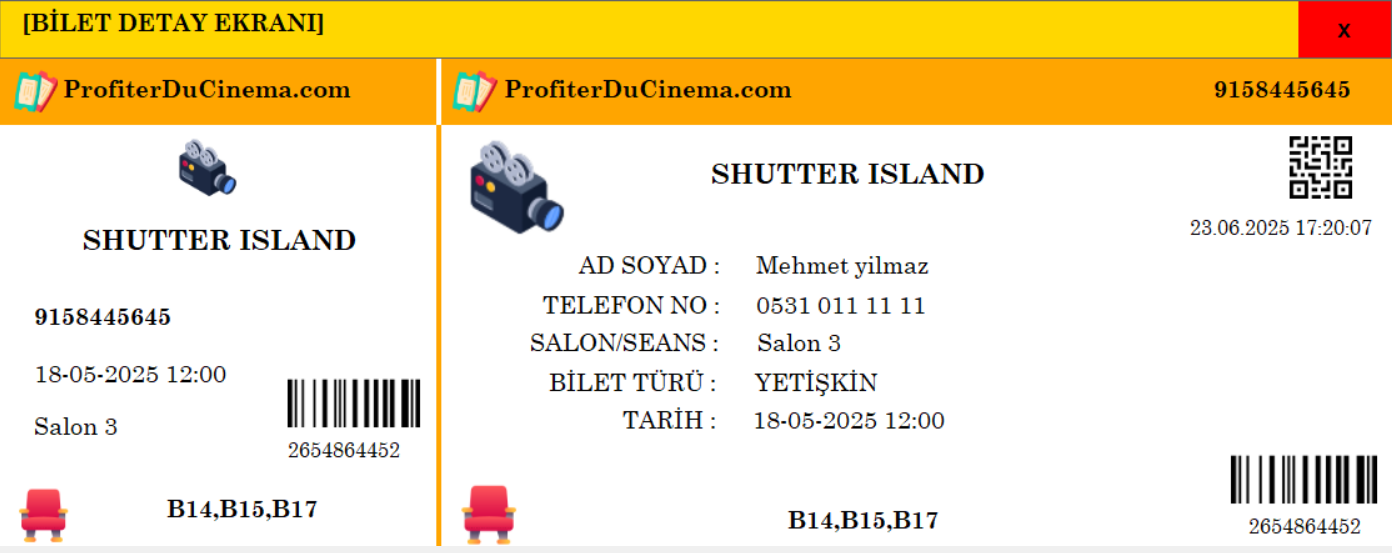 [BİLET DETAY EKRANI]
X
ProfiterDuCinema.com
SHUTTER ISLAND
9158445645
18-05-2025 12:00
Salon 3
2654864452
B14,B15,B17
ProfiterDuCinema.com
9158445645
SHUTTER ISLAND
23.06.2025 17:20:07
AD SOYAD : Mehmet yilmaz
TELEFON NO : 0531 011 11 11
SALON/SEANS : Salon 3
BİLET TÜRÜ : YETİŞKİN
TARİH : 18-05-2025 12:00
B14,B15,B17
2654864452